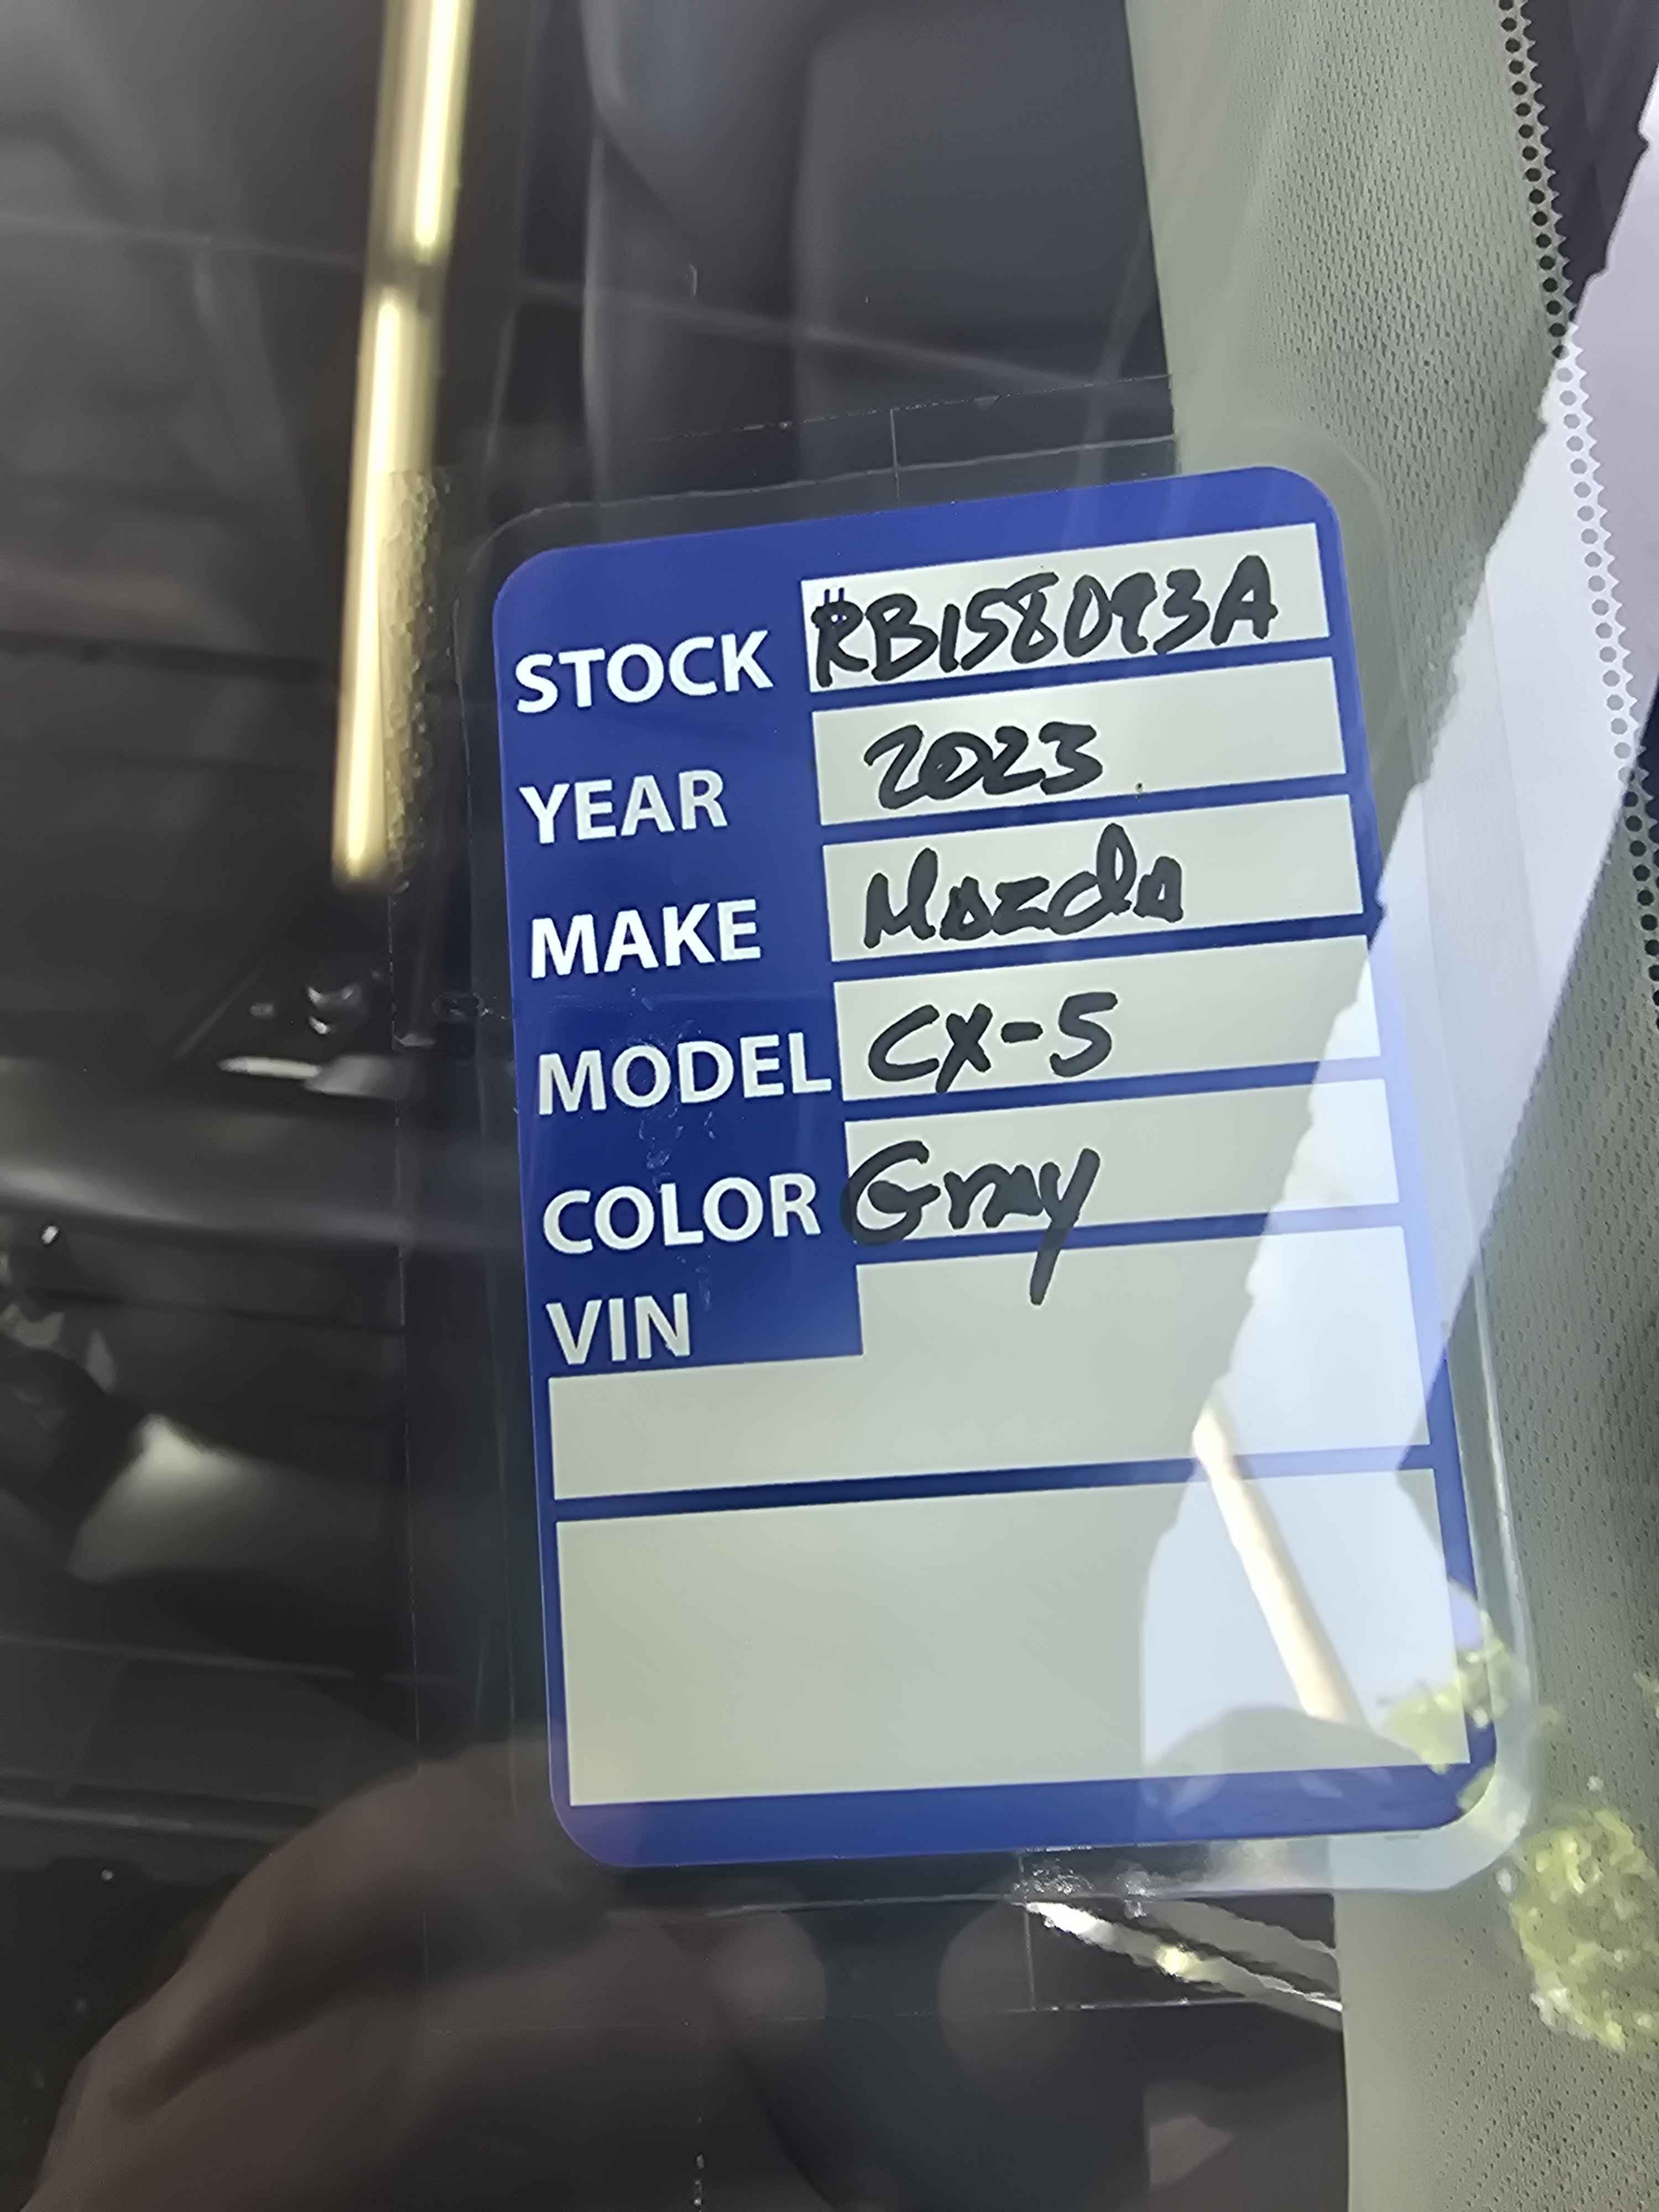 STOCK #RB158093A
YEAR 2023
MAKE Mazda
MODEL CX-5
COLOR Gray
VIN